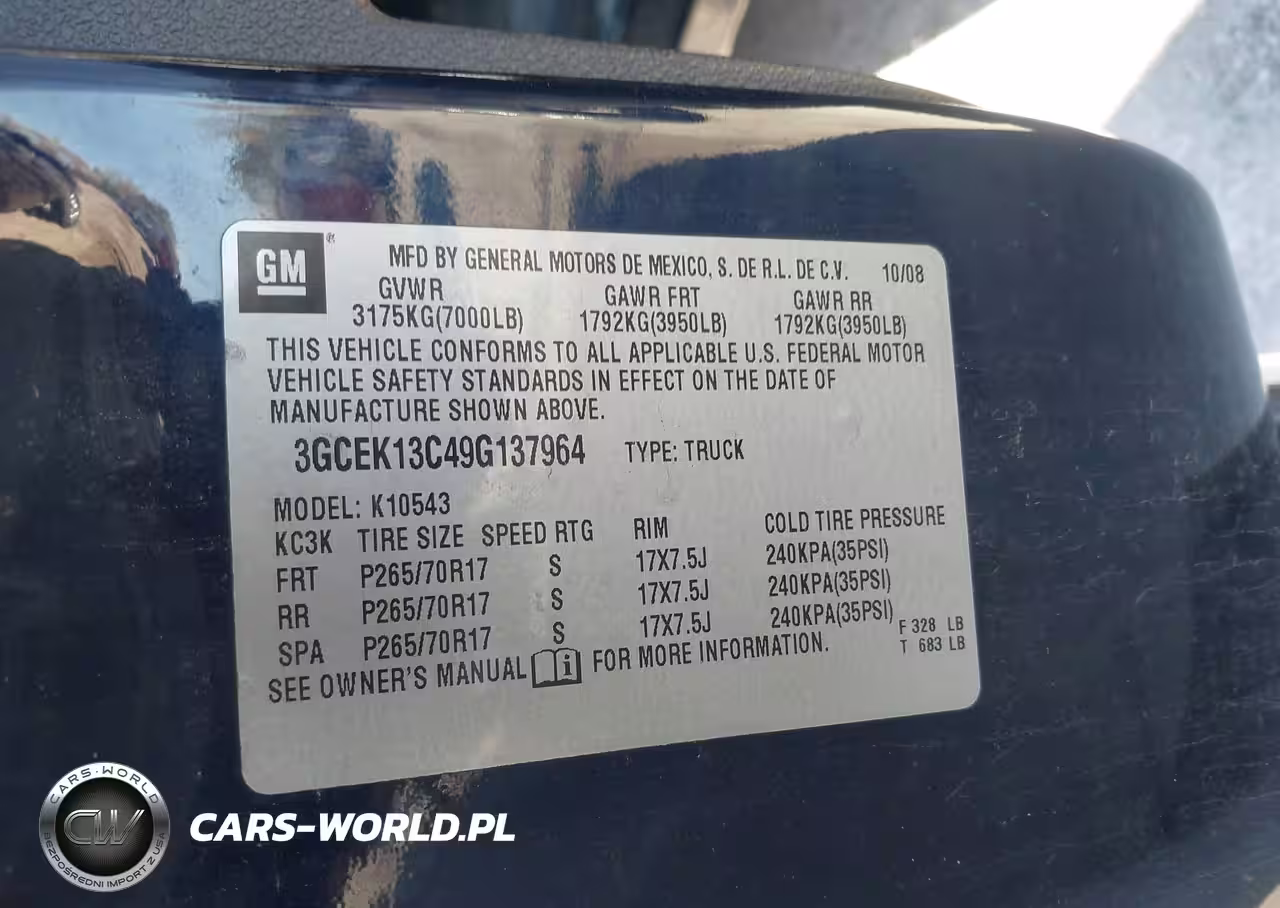 GM ®
MFD BY GENERAL MOTORS DE MEXICO, S. DE R.L. DE C.V. 10/08
GVWR GAWR FRT GAWR RR
3175KG(7000LB) 1792KG(3950LB) 1792KG(3950LB)
THIS VEHICLE CONFORMS TO ALL APPLICABLE U.S. FEDERAL MOTOR
VEHICLE SAFETY STANDARDS IN EFFECT ON THE DATE OF
MANUFACTURE SHOWN ABOVE.
3GCEK13C49G137964 TYPE: TRUCK
MODEL: K10543
KC3K TIRE SIZE SPEED RTG RIM COLD TIRE PRESSURE
FRT P265/70R17 S 17X7.5J 240KPA(35PSI)
RR P265/70R17 S 17X7.5J 240KPA(35PSI)
SPA P265/70R17 S 17X7.5J 240KPA(35PSI)
F 328 LB
T 683 LB
SEE OWNER'S MANUAL i FOR MORE INFORMATION.
CARS-WORLD
CW
BEZPOŚREDNI IMPORT Z USA
CARS-WORLD.PL